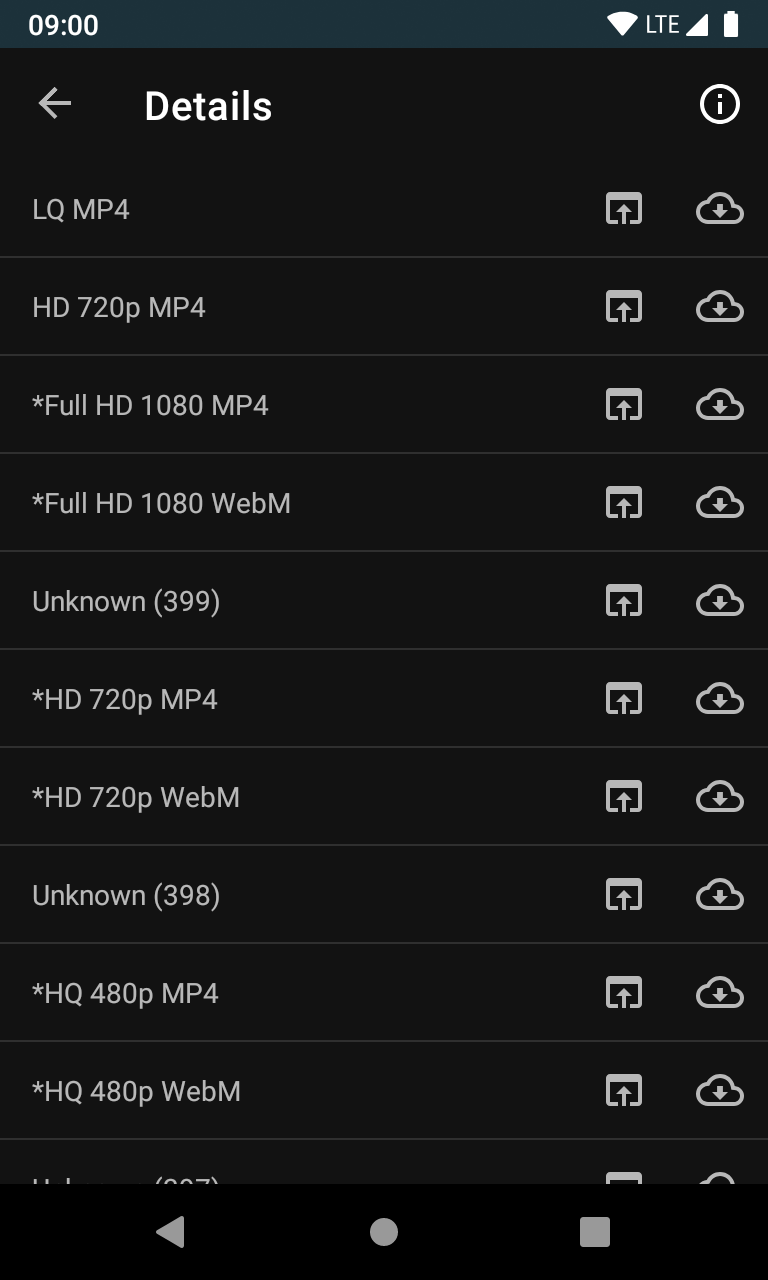 09:00
LTE
Details
LQ MP4
HD 720p MP4
*Full HD 1080 MP4
*Full HD 1080 WebM
Unknown (399)
*HD 720p MP4
*HD 720p WebM
Unknown (398)
*HQ 480p MP4
*HQ 480p WebM